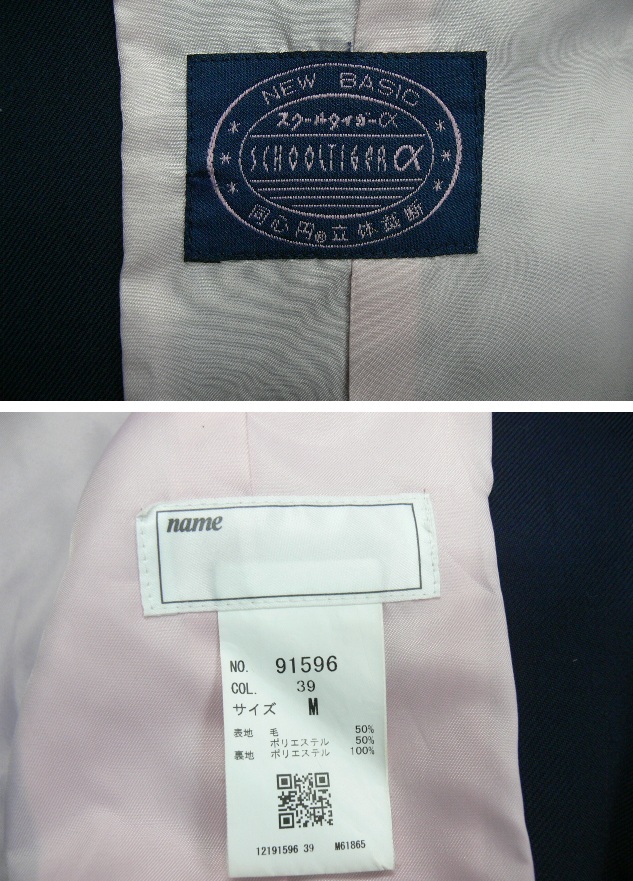 NEW BASIC
スクールタイガーα
SCHOOLTIGER α
同心円®立体裁断
name
NO. 91596
COL. 39
サイズ M
表地 毛 50%
ポリエステル 50%
裏地 ポリエステル 100%
12191596 39 M61865